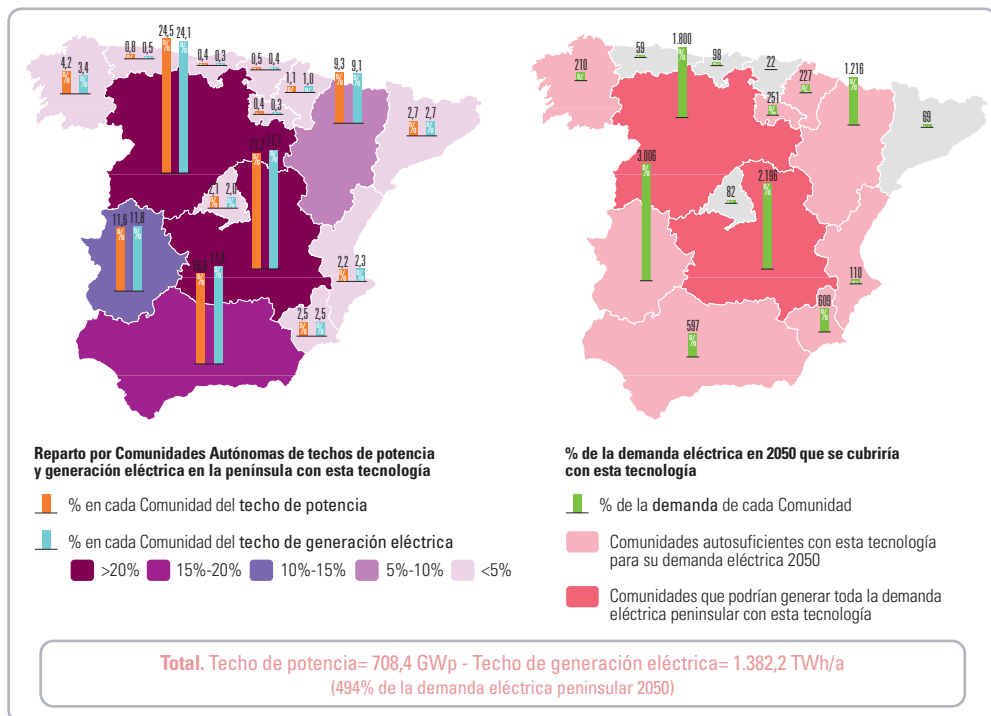 24,5 % 24,1 %
0,8 % 0,5 %
4,2 % 3,4 %
0,4 % 0,3 %
0,5 % 0,4 %
1,1 % 1,0 %
9,3 % 9,1 %
0,4 % 0,3 %
2,7 % 2,7 %
2,1 % 2,0 %
11,6 % 11,8 %
2,2 % 2,3 %
2,5 % 2,5 %
Reparto por Comunidades Autónomas de techos de potencia
y generación eléctrica en la península con esta tecnología
% en cada Comunidad del techo de potencia
% en cada Comunidad del techo de generación eléctrica
>20% 15%-20% 10%-15% 5%-10% <5%
1.800 %
59
98
22
210 %
227 %
1.216 %
251 %
69
3.006 %
82
2.196 %
110 %
609 %
597 %
% de la demanda eléctrica en 2050 que se cubriría
con esta tecnología
% de la demanda de cada Comunidad
Comunidades autosuficientes con esta tecnología
para su demanda eléctrica 2050
Comunidades que podrían generar toda la demanda
eléctrica peninsular con esta tecnología
Total. Techo de potencia= 708,4 GWp - Techo de generación eléctrica= 1.382,2 TWh/a
(494% de la demanda eléctrica peninsular 2050)